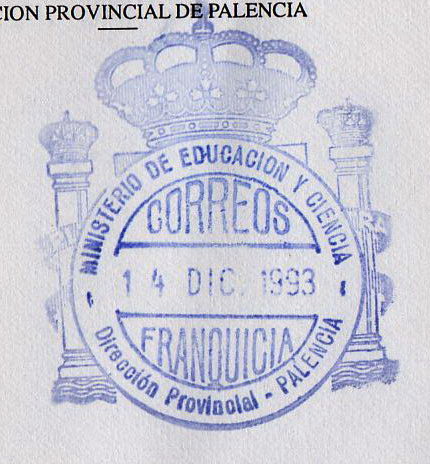 CION PROVINCIAL DE PALENCIA
MINISTERIO DE EDUCACION Y CIENCIA
CORREOS
14 DIC. 1993
FRANQUICIA
Dirección Provincial - PALENCIA